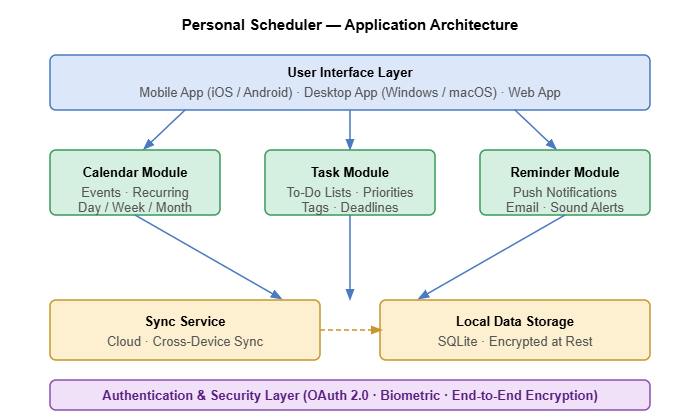 Personal Scheduler — Application Architecture
User Interface Layer
Mobile App (iOS / Android) · Desktop App (Windows / macOS) · Web App
Calendar Module
Events · Recurring
Day / Week / Month
Task Module
To-Do Lists · Priorities
Tags · Deadlines
Reminder Module
Push Notifications
Email · Sound Alerts
Sync Service
Cloud · Cross-Device Sync
Local Data Storage
SQLite · Encrypted at Rest
Authentication & Security Layer (OAuth 2.0 · Biometric · End-to-End Encryption)